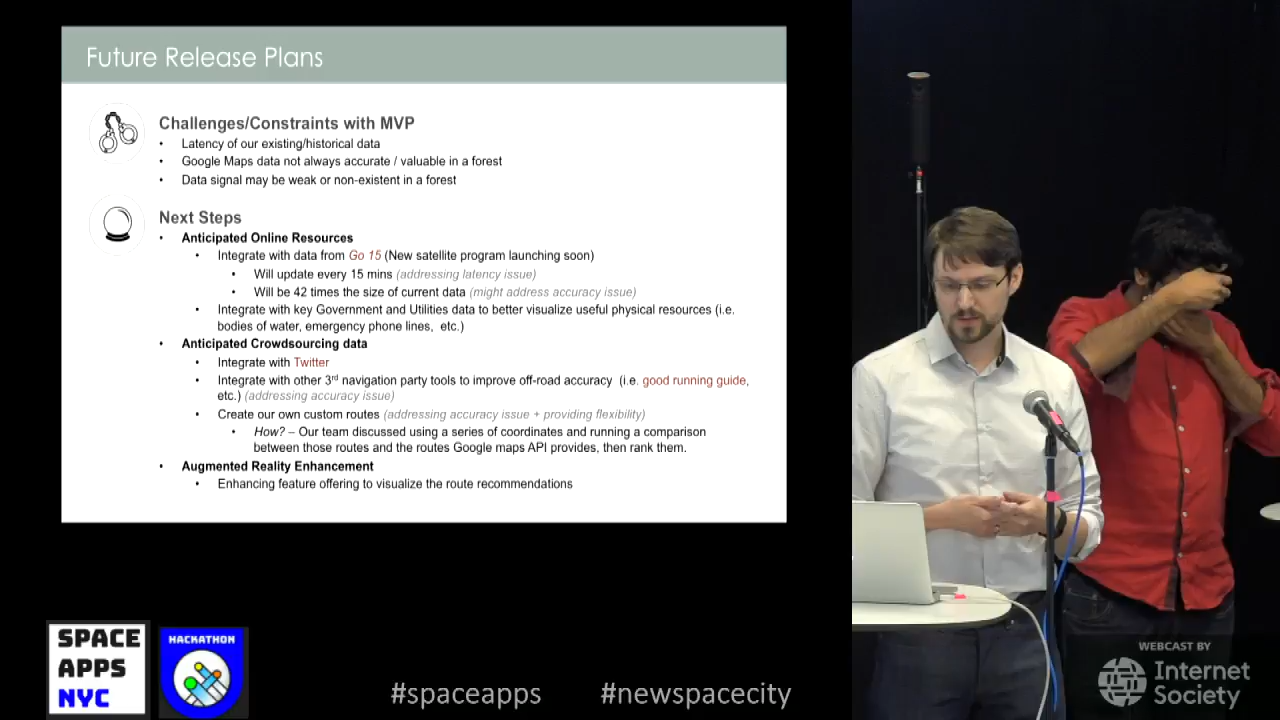 Future Release Plans
Challenges/Constraints with MVP
• Latency of our existing/historical data
• Google Maps data not always accurate / valuable in a forest
• Data signal may be weak or non-existent in a forest
Next Steps
• Anticipated Online Resources
• Integrate with data from Go 15 (New satellite program launching soon)
• Will update every 15 mins (addressing latency issue)
• Will be 42 times the size of current data (might address accuracy issue)
• Integrate with key Government and Utilities data to better visualize useful physical resources (i.e.
bodies of water, emergency phone lines, etc.)
• Anticipated Crowdsourcing data
• Integrate with Twitter
• Integrate with other 3rd navigation party tools to improve off-road accuracy (i.e. good running guide,
etc.) (addressing accuracy issue)
• Create our own custom routes (addressing accuracy issue + providing flexibility)
• How? – Our team discussed using a series of coordinates and running a comparison
between those routes and the routes Google maps API provides, then rank them.
• Augmented Reality Enhancement
• Enhancing feature offering to visualize the route recommendations
SPACE
APPS
NYC
HACKATHON
#spaceapps #newspacecity
WEBCAST BY
Internet
Society